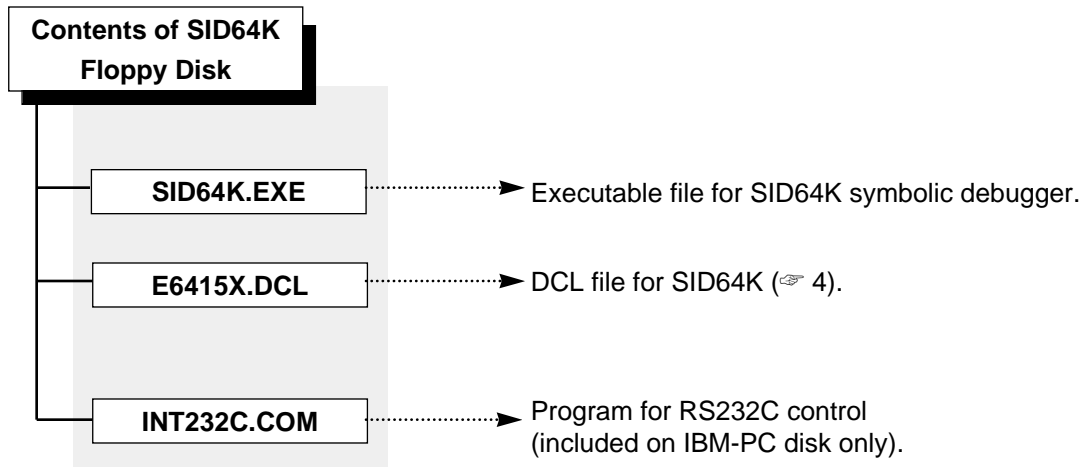 Contents of SID64K
Floppy Disk
SID64K.EXE
Executable file for SID64K symbolic debugger.
E6415X.DCL
DCL file for SID64K (☞ 4).
INT232C.COM
Program for RS232C control
(included on IBM-PC disk only).